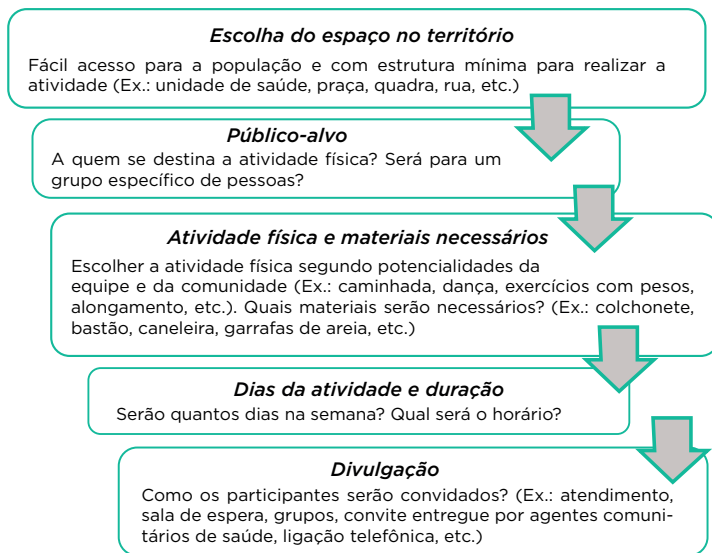 Escolha do espaço no território
Fácil acesso para a população e com estrutura mínima para realizar a
atividade (Ex.: unidade de saúde, praça, quadra, rua, etc.)
Público-alvo
A quem se destina a atividade física? Será para um
grupo específico de pessoas?
Atividade física e materiais necessários
Escolher a atividade física segundo potencialidades da
equipe e da comunidade (Ex.: caminhada, dança, exercícios com pesos,
alongamento, etc.). Quais materiais serão necessários? (Ex.: colchonete,
bastão, caneleira, garrafas de areia, etc.)
Dias da atividade e duração
Serão quantos dias na semana? Qual será o horário?
Divulgação
Como os participantes serão convidados? (Ex.: atendimento,
sala de espera, grupos, convite entregue por agentes comuni-
tários de saúde, ligação telefônica, etc.)